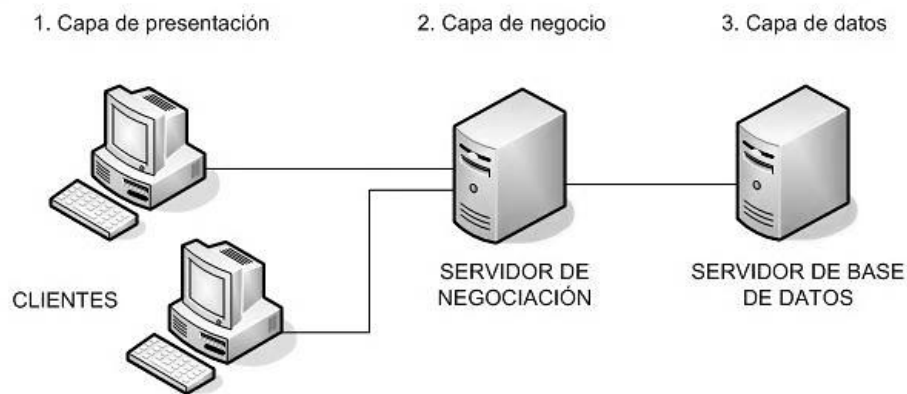 1. Capa de presentación
2. Capa de negocio
3. Capa de datos
CLIENTES
SERVIDOR DE
NEGOCIACIÓN
SERVIDOR DE BASE
DE DATOS